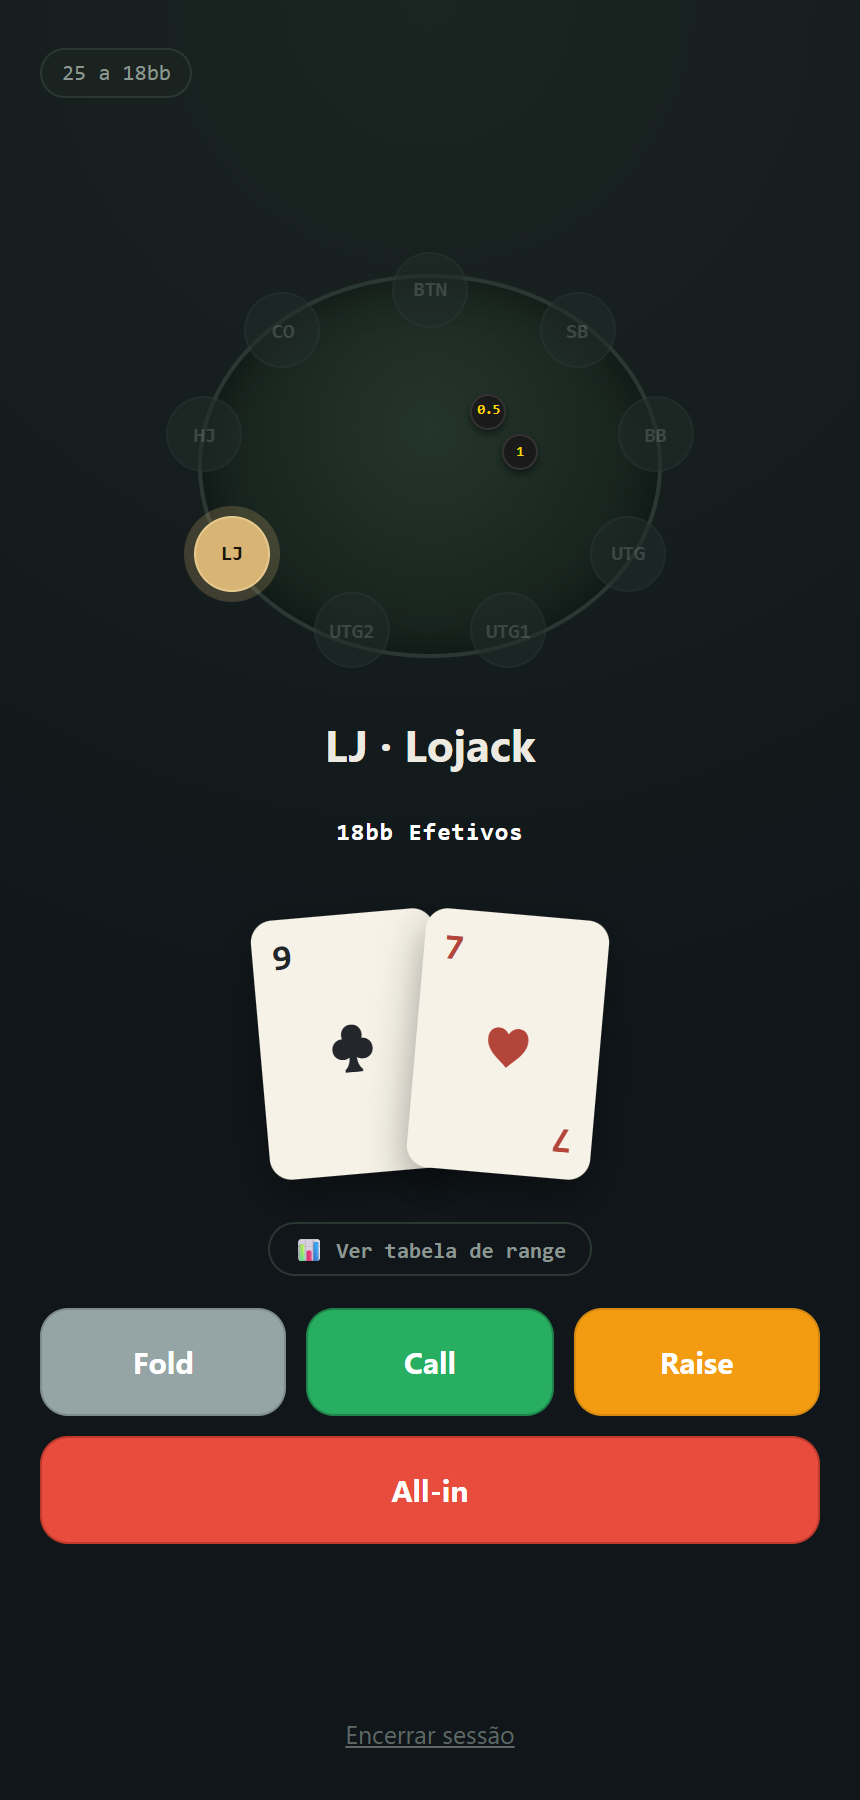 25 a 18bb
BTN
CO
SB
0.5
HJ
BB
1
LJ
UTG
UTG2
UTG1
LJ · Lojack
18bb Efetivos
9
7
7
Ver tabela de range
Fold
Call
Raise
All-in
Encerrar sessão